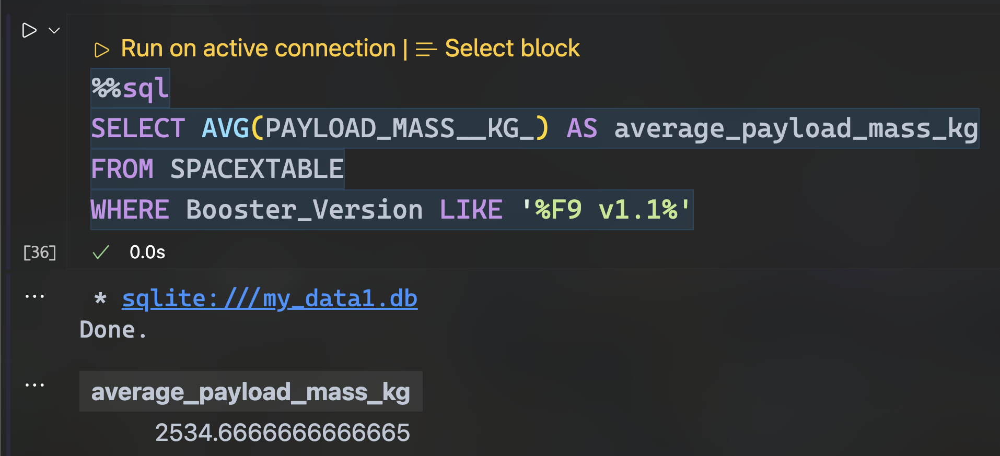 Run on active connection | Select block
%%sql
SELECT AVG(PAYLOAD_MASS__KG_) AS average_payload_mass_kg
FROM SPACEXTABLE
WHERE Booster_Version LIKE '%F9 v1.1%'
[36] 0.0s
* sqlite:///my_data1.db
Done.
average_payload_mass_kg
2534.6666666666665